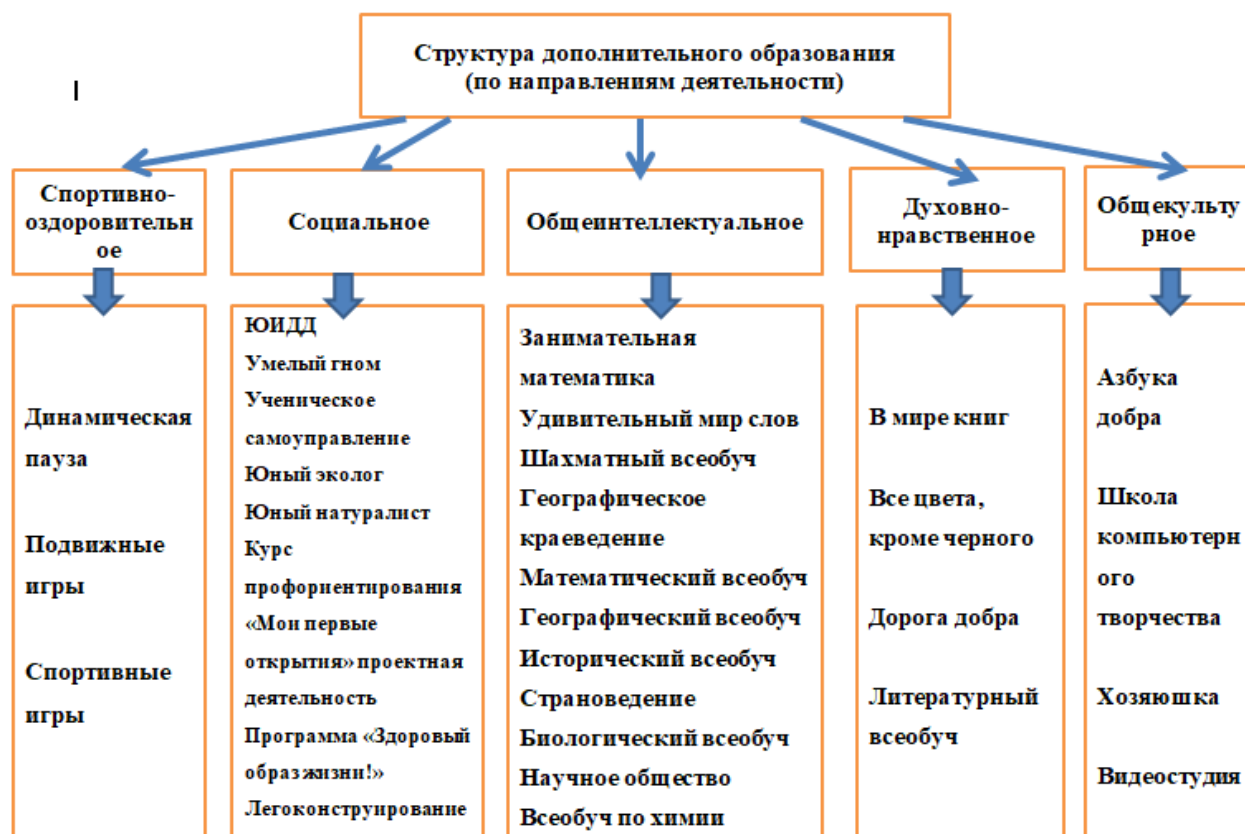 Структура дополнительного образования
(по направлениям деятельности)
Спортивно-
оздоровительн
ое
Социальное
Общеинтеллектуальное
Духовно-
нравственное
Общекульту
рное
Динамическая
пауза
Подвижные
игры
Спортивные
игры
ЮИДД
Умелый гном
Ученическое
самоуправление
Юный эколог
Юный натуралист
Курс
профориентирования
«Мои первые
открытия» проектная
деятельность
Программа «Здоровый
образ жизни!»
Легоконструирование
Занимательная
математика
Удивительный мир слов
Шахматный всеобуч
Географическое
краеведение
Математический всеобуч
Географический всеобуч
Исторический всеобуч
Страноведение
Биологический всеобуч
Научное общество
Всеобуч по химии
В мире книг
Все цвета,
кроме черного
Дорога добра
Литературный
всеобуч
Азбука
добра
Школа
компьютерн
ого
творчества
Хозяюшка
Видеостудия